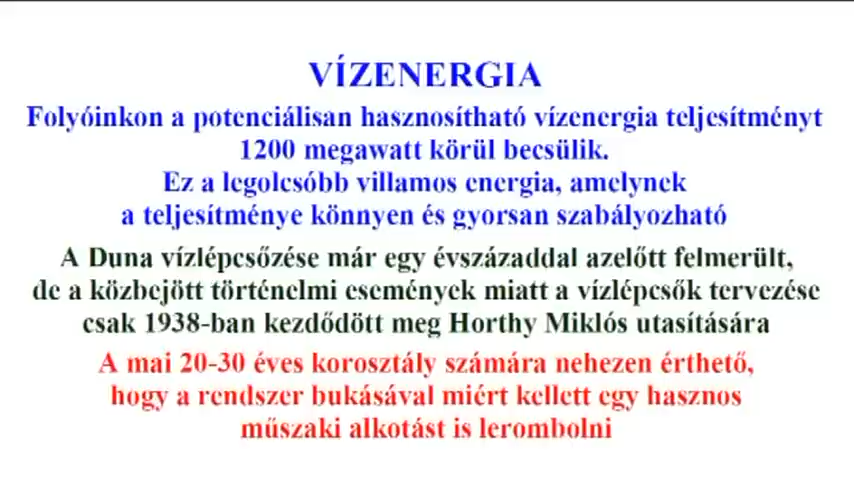 VÍZENERGIA
Folyóinkon a potenciálisan hasznosítható vízenergia teljesítményt
1200 megawatt körül becsülik.
Ez a legolcsóbb villamos energia, amelynek
a teljesítménye könnyen és gyorsan szabályozható
A Duna vízlépcsőzése már egy évszázaddal azelőtt felmerült,
de a közbejött történelmi események miatt a vízlépcsők tervezése
csak 1938-ban kezdődött meg Horthy Miklós utasítására
A mai 20-30 éves korosztály számára nehezen érthető,
hogy a rendszer bukásával miért kellett egy hasznos
műszaki alkotást is lerombolni